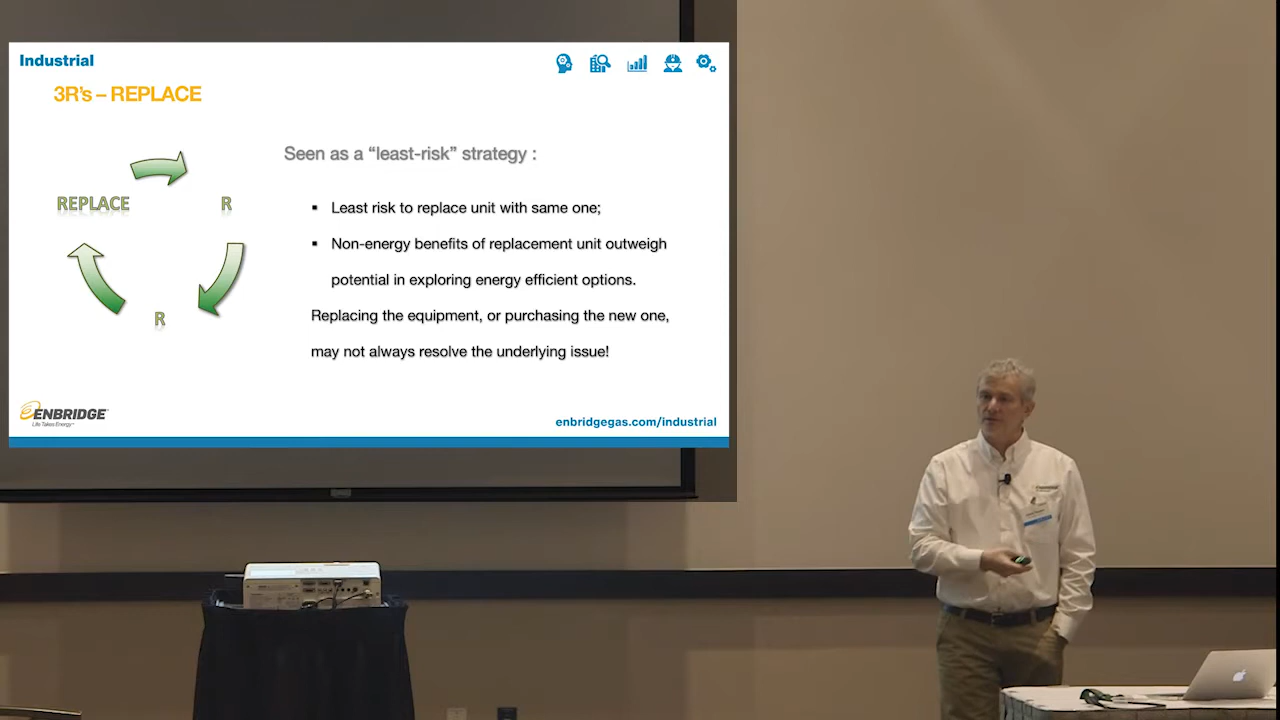 Industrial
3R's – REPLACE
Seen as a "least-risk" strategy :
REPLACE
R
▪ Least risk to replace unit with same one;
▪ Non-energy benefits of replacement unit outweigh
potential in exploring energy efficient options.
R
Replacing the equipment, or purchasing the new one,
may not always resolve the underlying issue!
ENBRIDGE
Life Takes Energy™
enbridgegas.com/industrial
ENBRIDGE